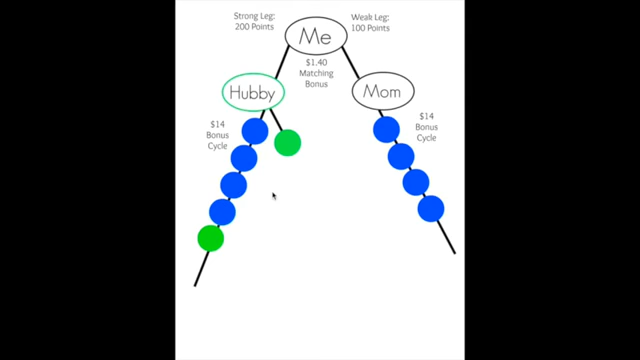 Strong Leg:
200 Points
Me
Weak Leg:
100 Points
$1.40
Matching
Bonus
Hubby
Mom
$14
Bonus
Cycle
$14
Bonus
Cycle